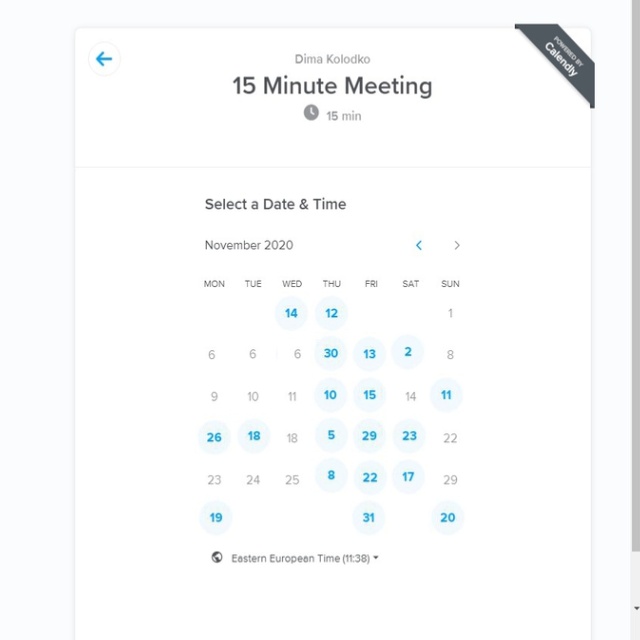 POWERED BY
Calendly
Dima Kolodko
15 Minute Meeting
15 min
Select a Date & Time
November 2020
MON TUE WED THU FRI SAT SUN
14 12 1
6 6 6 30 13 2 8
9 10 11 10 15 14 11
26 18 18 5 29 23 22
23 24 25 8 22 17 29
19 31 20
Eastern European Time (11:38)